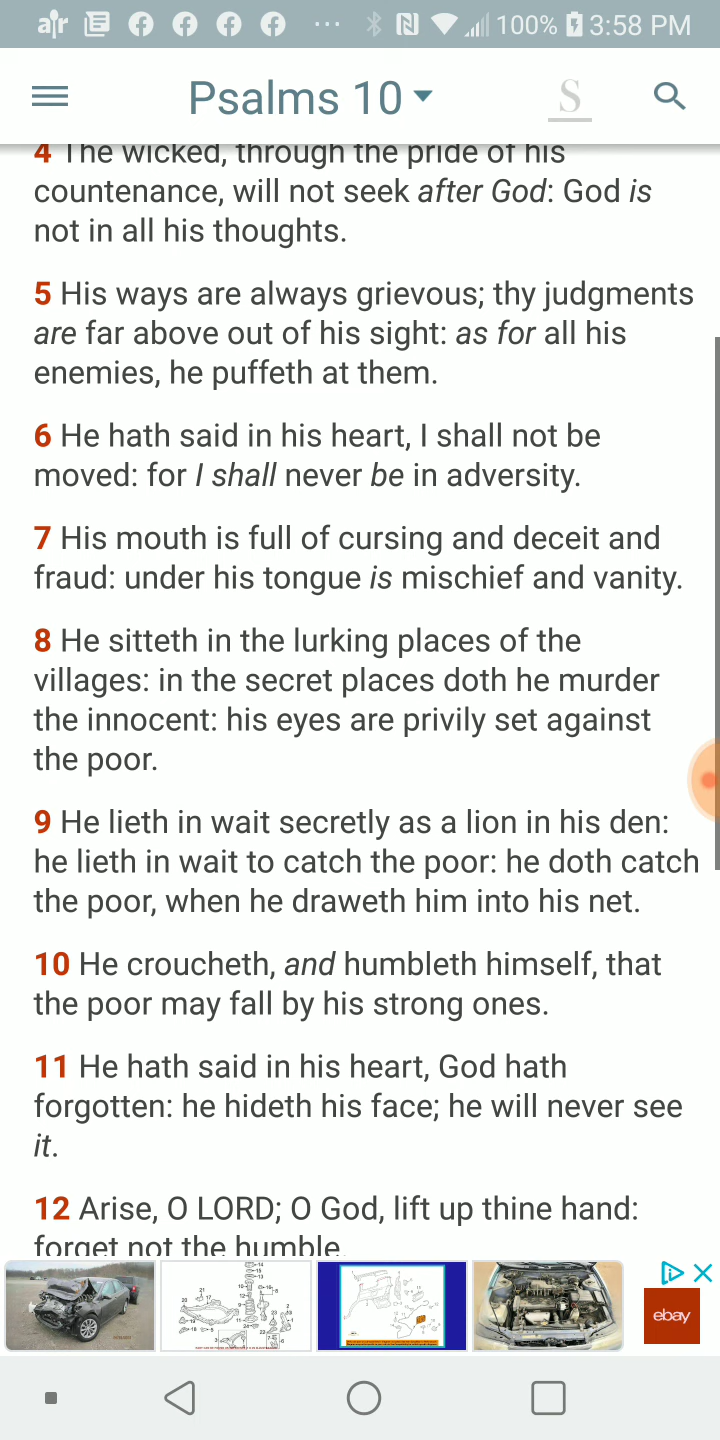 afr 100% 3:58 PM
Psalms 10 S
4 The wicked, through the pride of his
countenance, will not seek after God: God is
not in all his thoughts.
5 His ways are always grievous; thy judgments
are far above out of his sight: as for all his
enemies, he puffeth at them.
6 He hath said in his heart, I shall not be
moved: for I shall never be in adversity.
7 His mouth is full of cursing and deceit and
fraud: under his tongue is mischief and vanity.
8 He sitteth in the lurking places of the
villages: in the secret places doth he murder
the innocent: his eyes are privily set against
the poor.
9 He lieth in wait secretly as a lion in his den:
he lieth in wait to catch the poor: he doth catch
the poor, when he draweth him into his net.
10 He croucheth, and humbleth himself, that
the poor may fall by his strong ones.
11 He hath said in his heart, God hath
forgotten: he hideth his face; he will never see
it.
12 Arise, O LORD; O God, lift up thine hand:
forget not the humble.
ebay